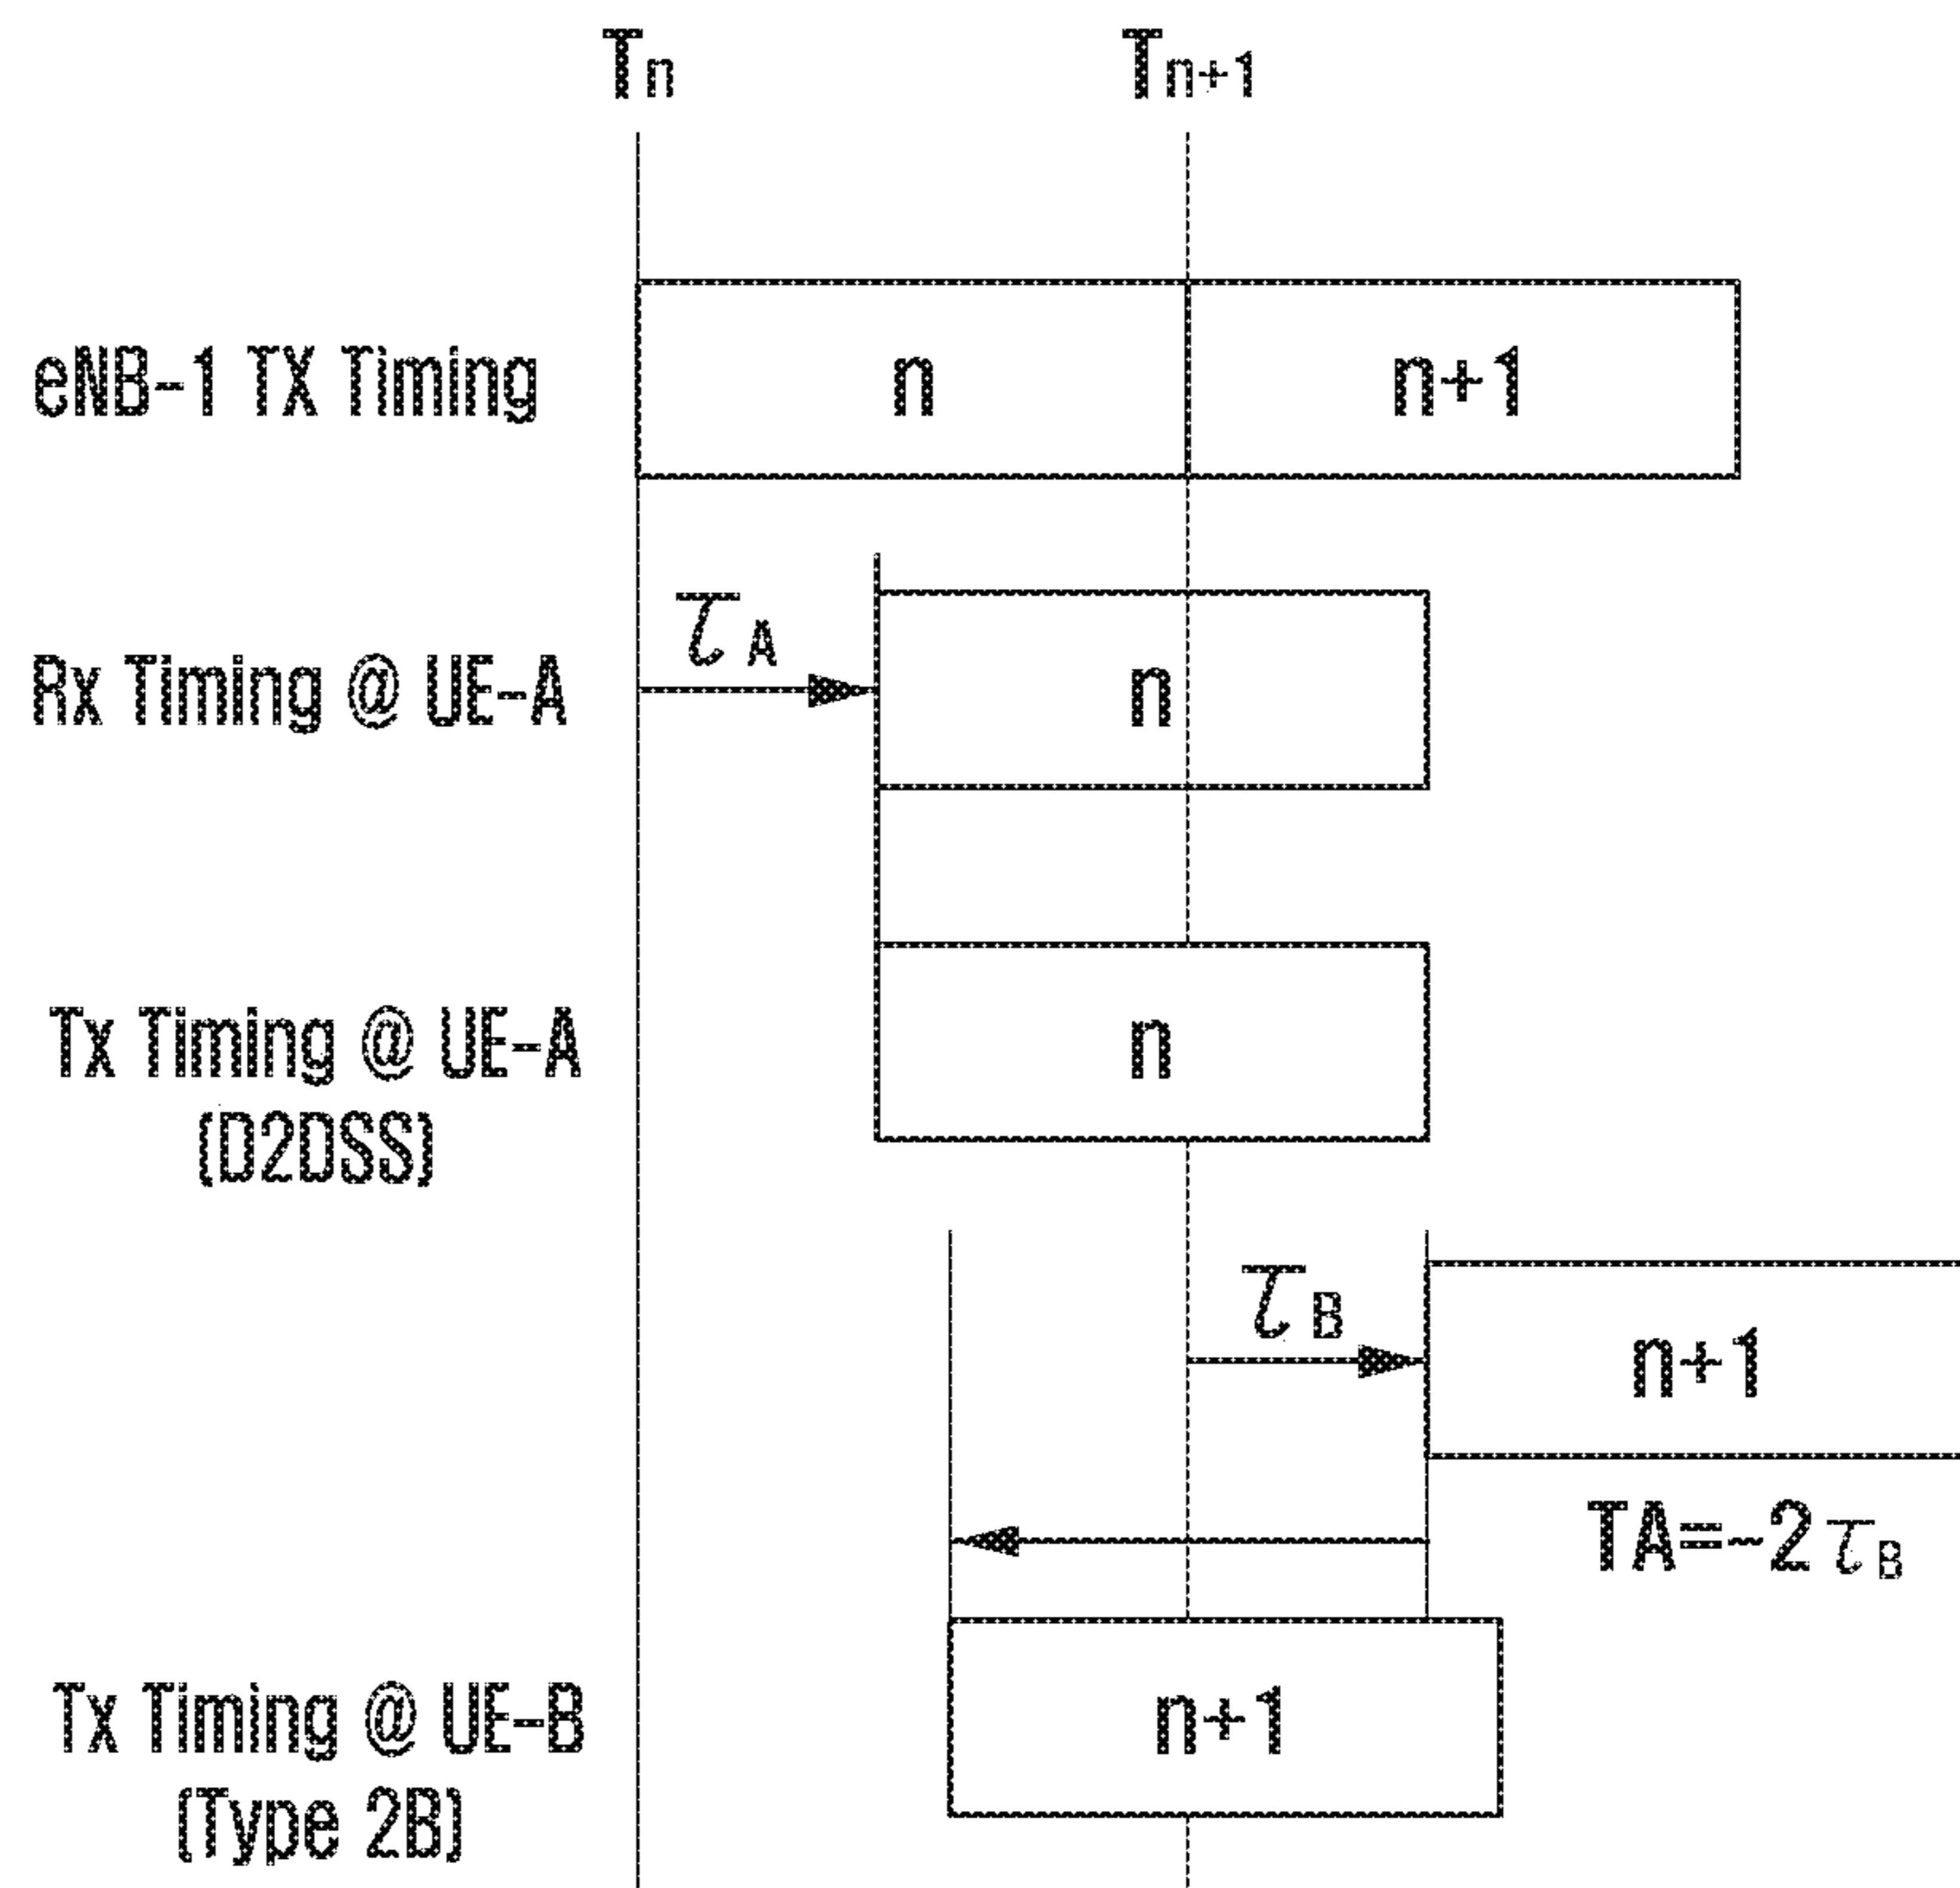 Tn Tn+1
eNB-1 TX Timing n n+1
τA
Rx Timing @ UE-A n
Tx Timing @ UE-A n
(D2DSS)
τB
n+1
TA=-2τB
Tx Timing @ UE-B n+1
(Type 2B)